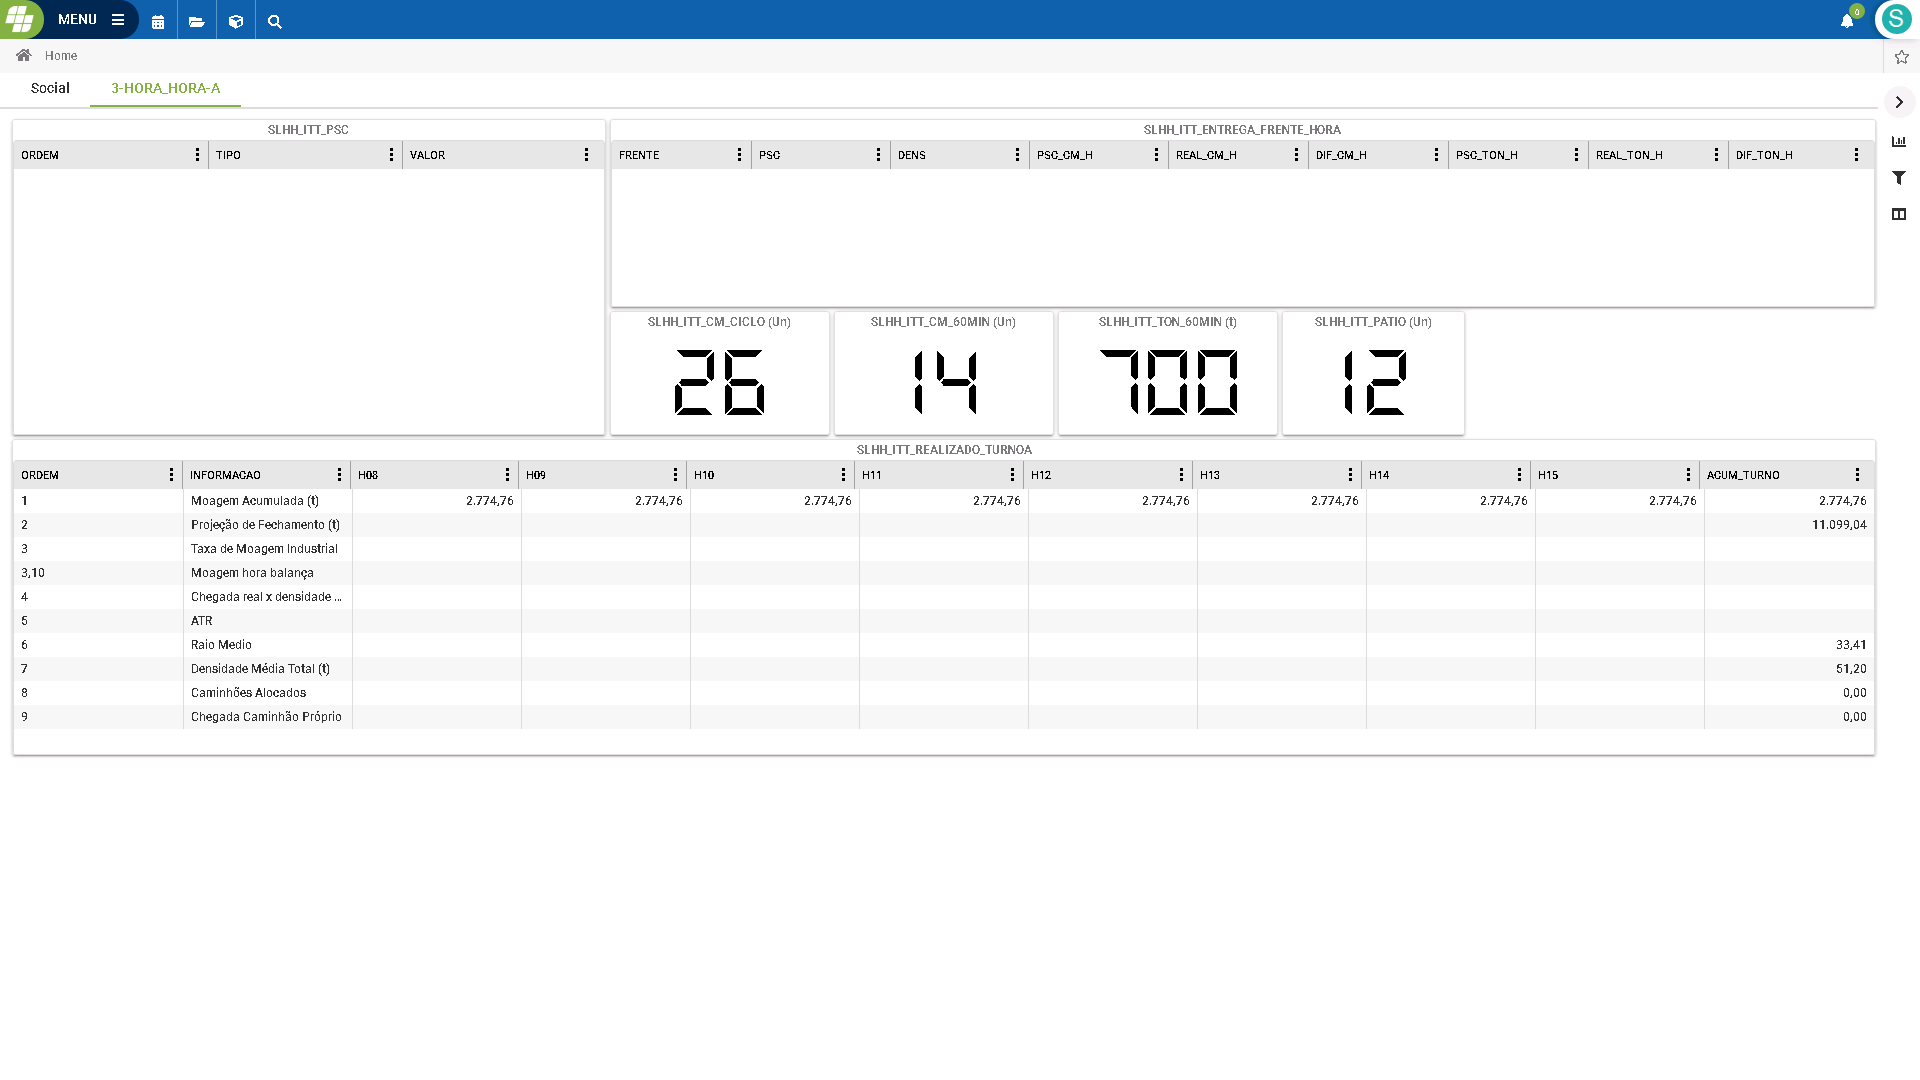 MENU
0
S
Home
Social
3-HORA_HORA-A
SLHH_ITT_PSC
ORDEM TIPO VALOR
SLHH_ITT_ENTREGA_FRENTE_HORA
FRENTE PSC DENS PSC_CM_H REAL_CM_H DIF_CM_H PSC_TON_H REAL_TON_H DIF_TON_H
SLHH_ITT_CM_CICLO (Un)
26
SLHH_ITT_CM_60MIN (Un)
14
SLHH_ITT_TON_60MIN (t)
700
SLHH_ITT_PATIO (Un)
12
SLHH_ITT_REALIZADO_TURNOA
ORDEM INFORMACAO H08 H09 H10 H11 H12 H13 H14 H15 ACUM_TURNO
1 Moagem Acumulada (t) 2.774,76 2.774,76 2.774,76 2.774,76 2.774,76 2.774,76 2.774,76 2.774,76 2.774,76
2 Projeção de Fechamento (t) 11.099,04
3 Taxa de Moagem Industrial
3,10 Moagem hora balança
4 Chegada real x densidade ...
5 ATR
6 Raio Medio 33,41
7 Densidade Média Total (t) 51,20
8 Caminhões Alocados 0,00
9 Chegada Caminhão Próprio 0,00